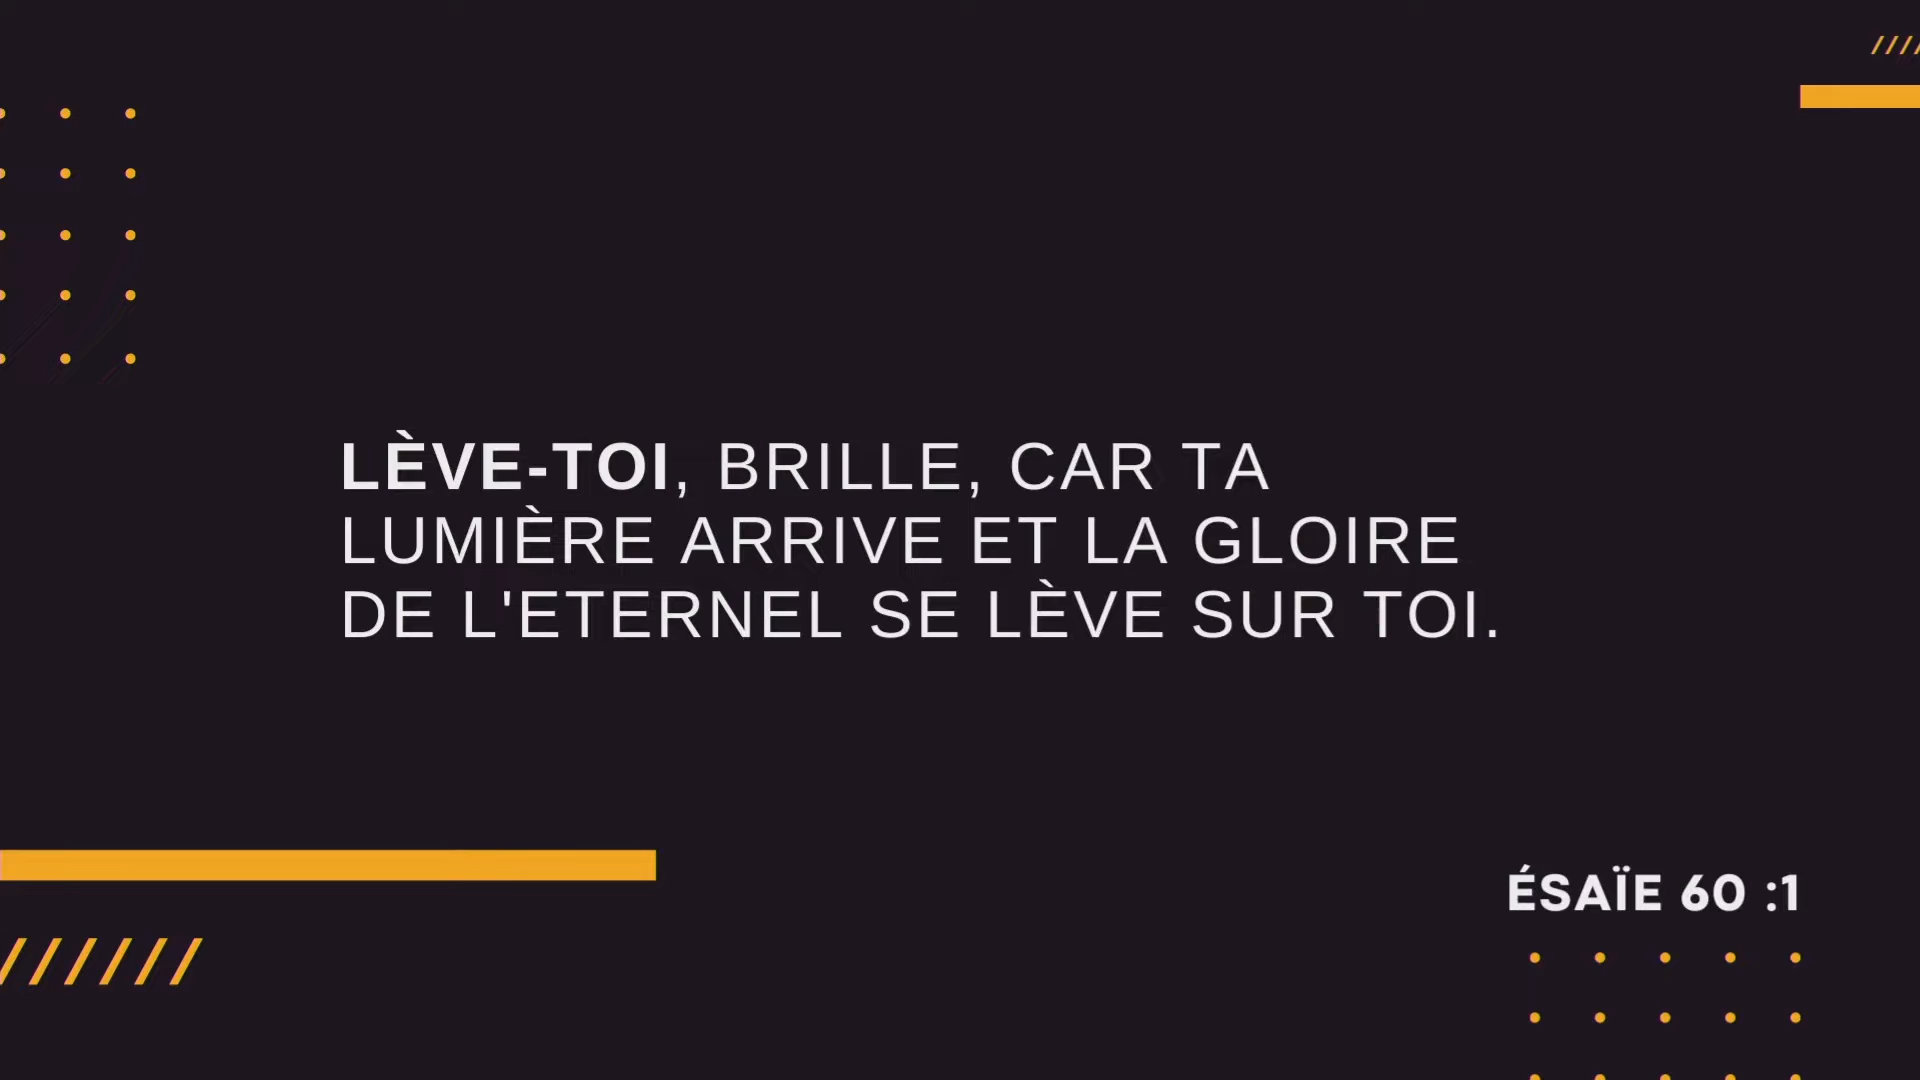 LÈVE-TOI, BRILLE, CAR TA
LUMIÈRE ARRIVE ET LA GLOIRE
DE L'ETERNEL SE LÈVE SUR TOI.
ÉSAÏE 60 :1